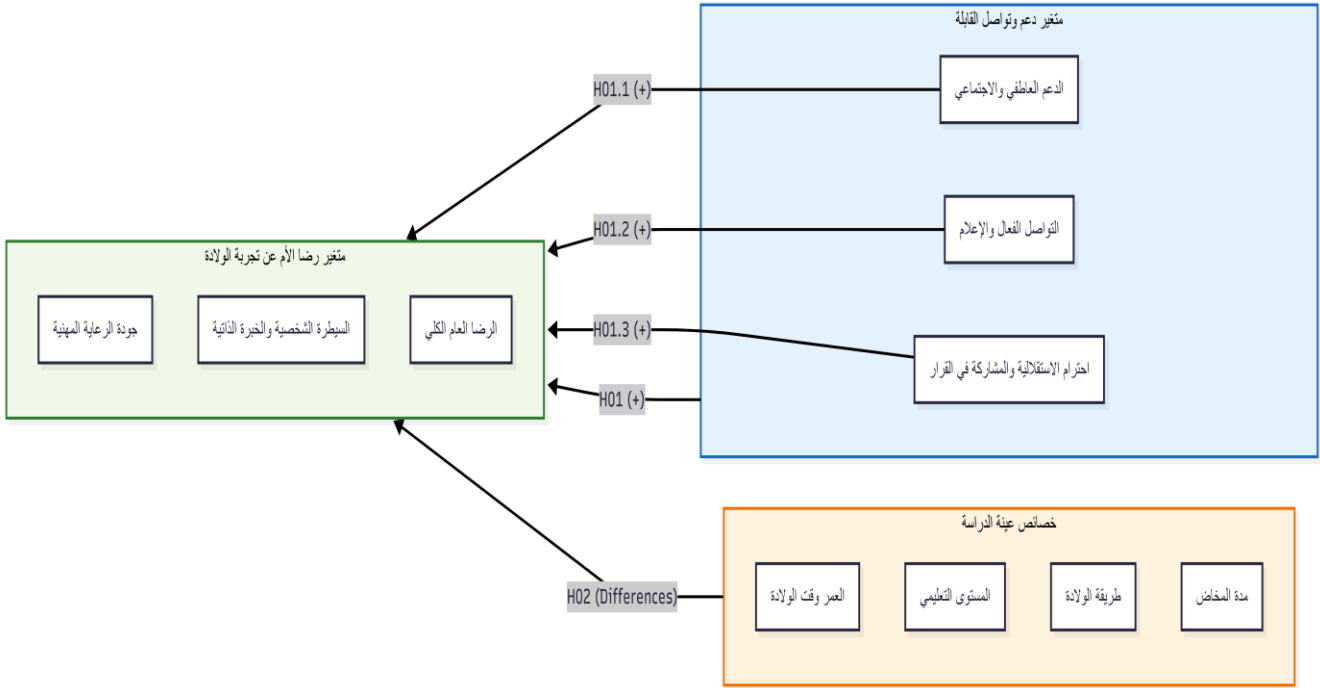 متغير دعم وتواصل القابلة
الدعم العاطفي والاجتماعي
H01.1 (+)
التواصل الفعال والإعلام
H01.2 (+)
احترام الاستقلالية والمشاركة في القرار
H01.3 (+)
H01 (+)
متغير رضا الأم عن تجربة الولادة
الرضا العام الكلي
السيطرة الشخصية والخبرة الذاتية
جودة الرعاية المهنية
خصائص عينة الدراسة
مدة المخاض
طريقة الولادة
المستوى التعليمي
العمر وقت الولادة
H02 (Differences)